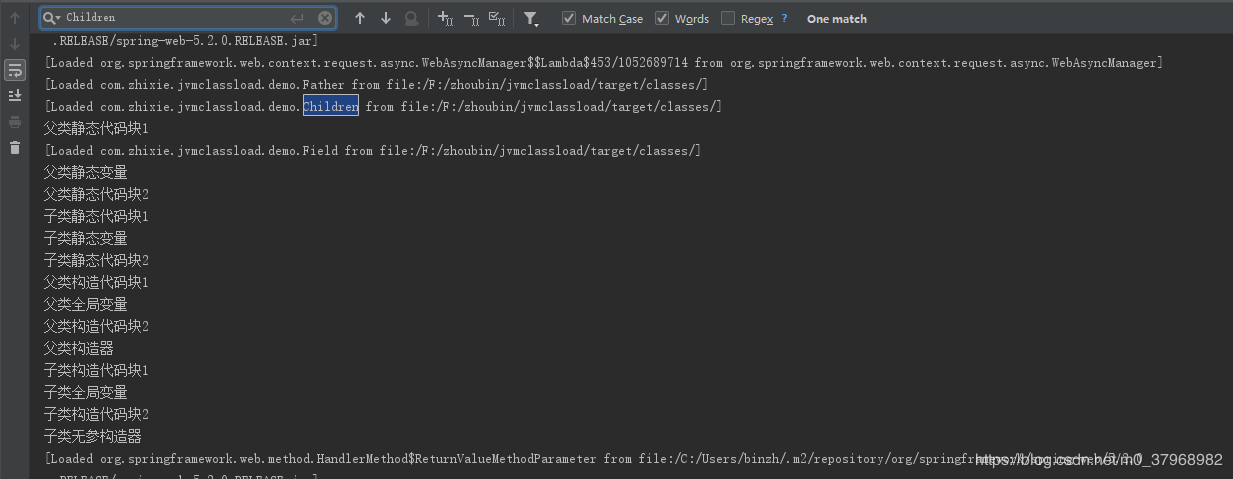 Children Match Case Words Regex ? One match
.RELEASE/spring-web-5.2.0.RELEASE.jar]
[Loaded org.springframework.web.context.request.async.WebAsyncManager$$Lambda$453/1052689714 from org.springframework.web.context.request.async.WebAsyncManager]
[Loaded com.zhixie.jvmclassload.demo.Father from file:/F:/zhoubin/jvmclassload/target/classes/]
[Loaded com.zhixie.jvmclassload.demo.Children from file:/F:/zhoubin/jvmclassload/target/classes/]
父类静态代码块1
[Loaded com.zhixie.jvmclassload.demo.Field from file:/F:/zhoubin/jvmclassload/target/classes/]
父类静态变量
父类静态代码块2
子类静态代码块1
子类静态变量
子类静态代码块2
父类构造代码块1
父类全局变量
父类构造代码块2
父类构造器
子类构造代码块1
子类全局变量
子类构造代码块2
子类无参构造器
[Loaded org.springframework.web.method.HandlerMethod$ReturnValueMethodParameter from file:/C:/Users/binzh/.m2/repository/org/springfr
https://blog.csdn.net/m0_37968982